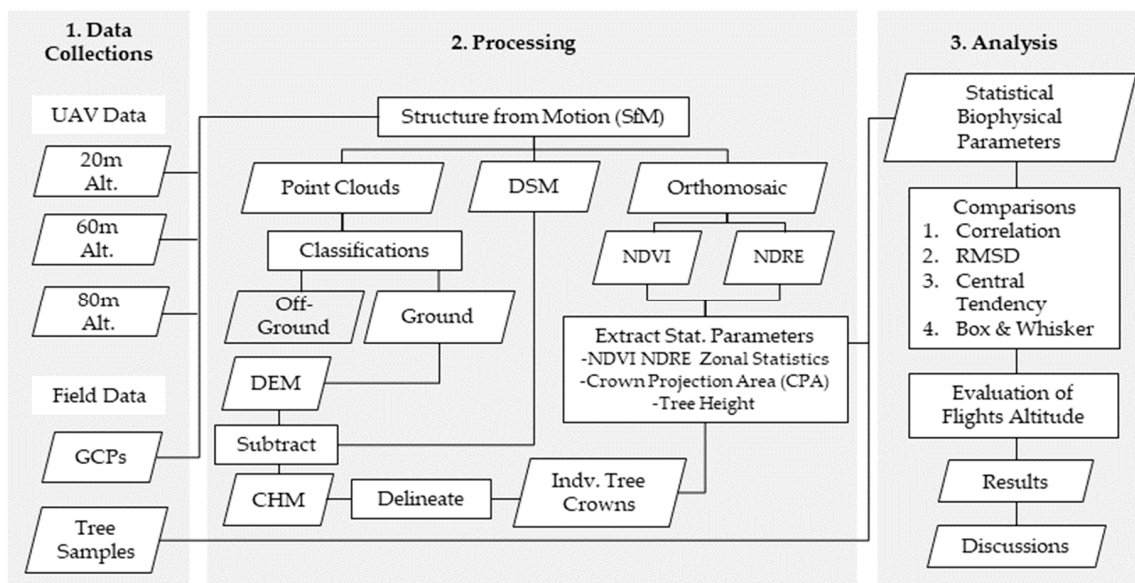 1. Data
Collections
UAV Data
20m
Alt.
60m
Alt.
80m
Alt.
Field Data
GCPs
Tree
Samples
2. Processing
Structure from Motion (SfM)
Point Clouds
DSM
Orthomosaic
Classifications
NDVI
NDRE
Off-
Ground
Ground
Extract Stat. Parameters
-NDVI NDRE Zonal Statistics
-Crown Projection Area (CPA)
-Tree Height
DEM
Subtract
CHM
Delineate
Indv. Tree
Crowns
3. Analysis
Statistical
Biophysical
Parameters
Comparisons
1. Correlation
2. RMSD
3. Central
Tendency
4. Box & Whisker
Evaluation of
Flights Altitude
Results
Discussions